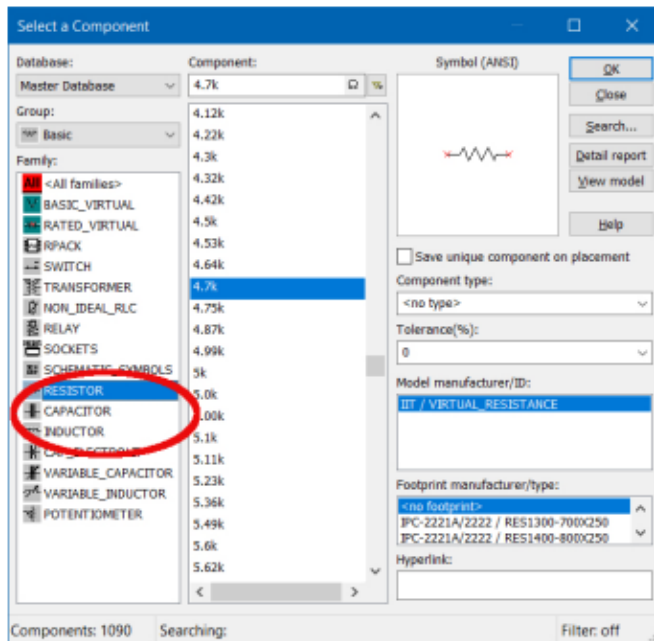 Select a Component
Database:
Master Database
Group:
Basic
Family:
All <All families>
BASIC_VIRTUAL
RATED_VIRTUAL
RPACK
SWITCH
TRANSFORMER
NON_IDEAL_RLC
RELAY
SOCKETS
SCHEMATIC_SYMBOLS
RESISTOR
CAPACITOR
INDUCTOR
VARIABLE_CAPACITOR
VARIABLE_INDUCTOR
POTENTIOMETER
Component:
4.7k Ω
4.12k
4.22k
4.3k
4.32k
4.42k
4.5k
4.53k
4.64k
4.7k
4.75k
4.87k
4.99k
5k
5.0k
.00k
5.1k
5.11k
5.23k
5.36k
5.49k
5.6k
5.62k
Symbol (ANSI)
Save unique component on placement
Component type:
<no type>
Tolerance(%):
0
Model manufacturer/ID:
IIT / VIRTUAL_RESISTANCE
Footprint manufacturer/type:
<no footprint>
IPC-2221A/2222 / RES1300-700X250
IPC-2221A/2222 / RES1400-800X250
Hyperlink:
OK
Close
Search...
Detail report
View model
Help
Components: 1090 Searching: Filter: off